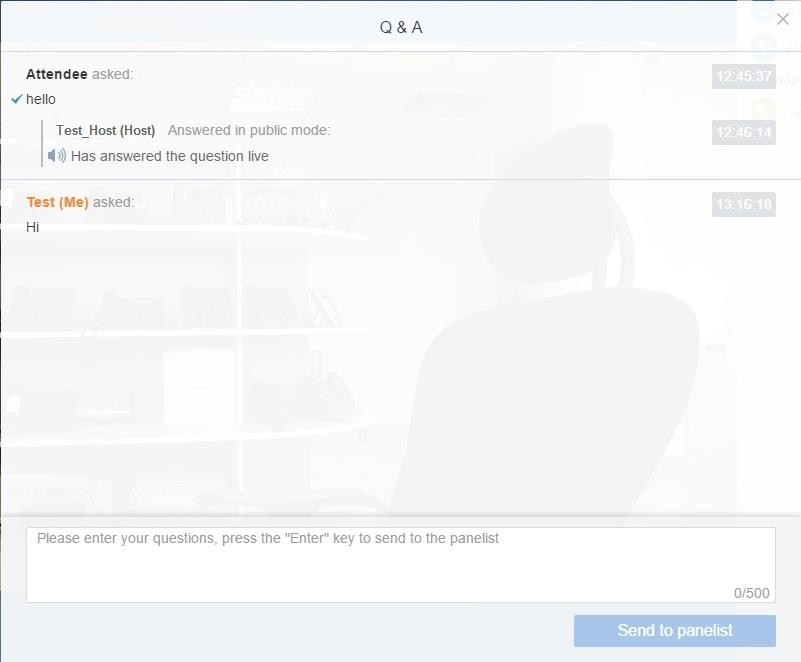 Q & A
Attendee asked: 12:45:37
hello
Test_Host (Host) Answered in public mode: 12:46:14
Has answered the question live
Test (Me) asked: 13:16:18
Hi
Please enter your questions, press the "Enter" key to send to the panelist
0/500
Send to panelist